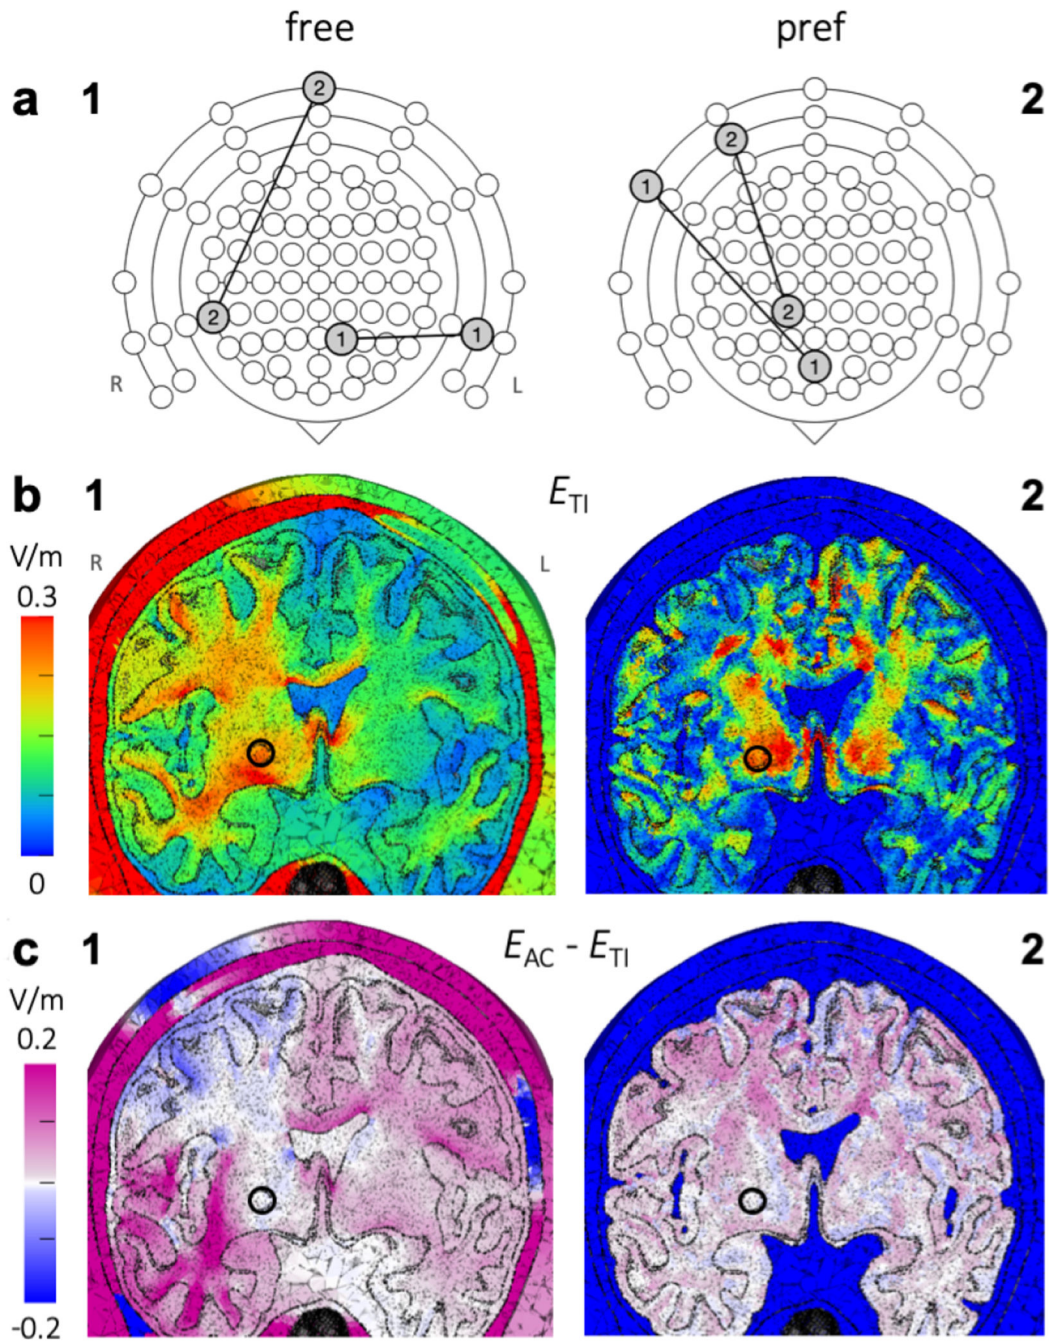 free pref
a 1 2
2 2
1
2 2
1 1 1
R L
b 1 E_TI 2
V/m R L
0.3
0
c 1 E_AC - E_TI 2
V/m
0.2
-0.2